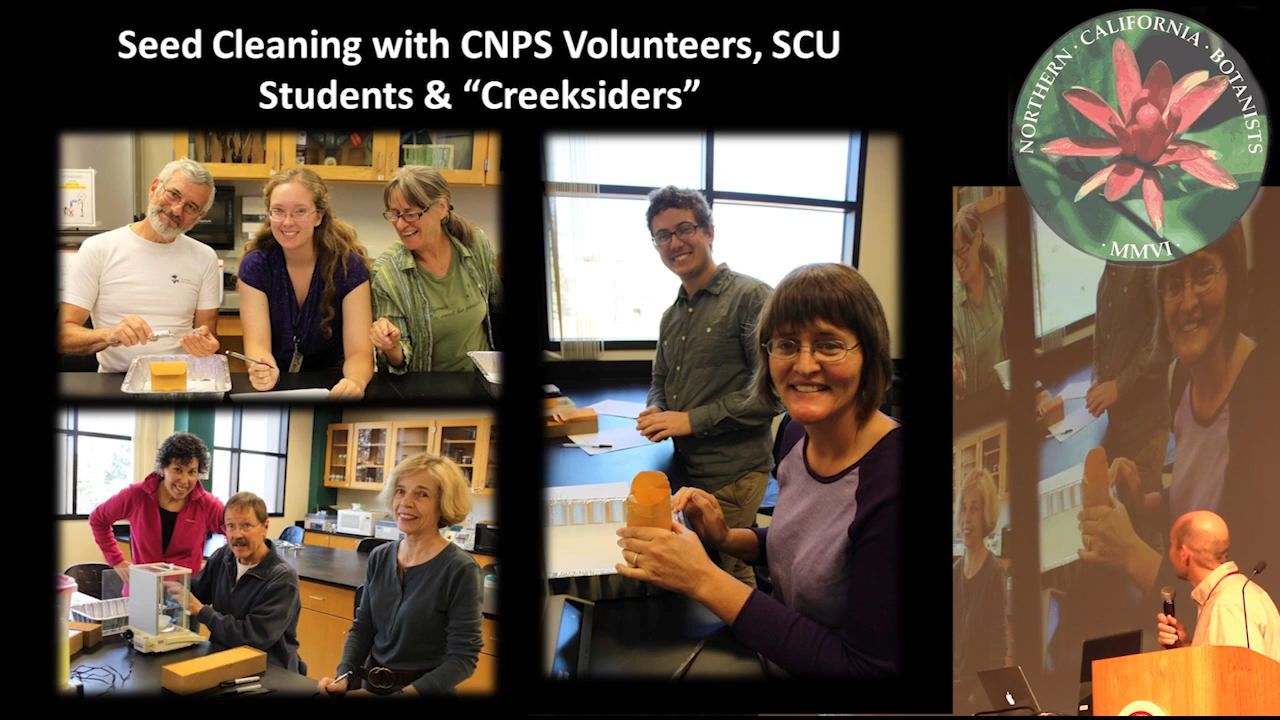 Seed Cleaning with CNPS Volunteers, SCU
Students & “Creeksiders”
NORTHERN · CALIFORNIA · BOTANISTS
· MMVI ·